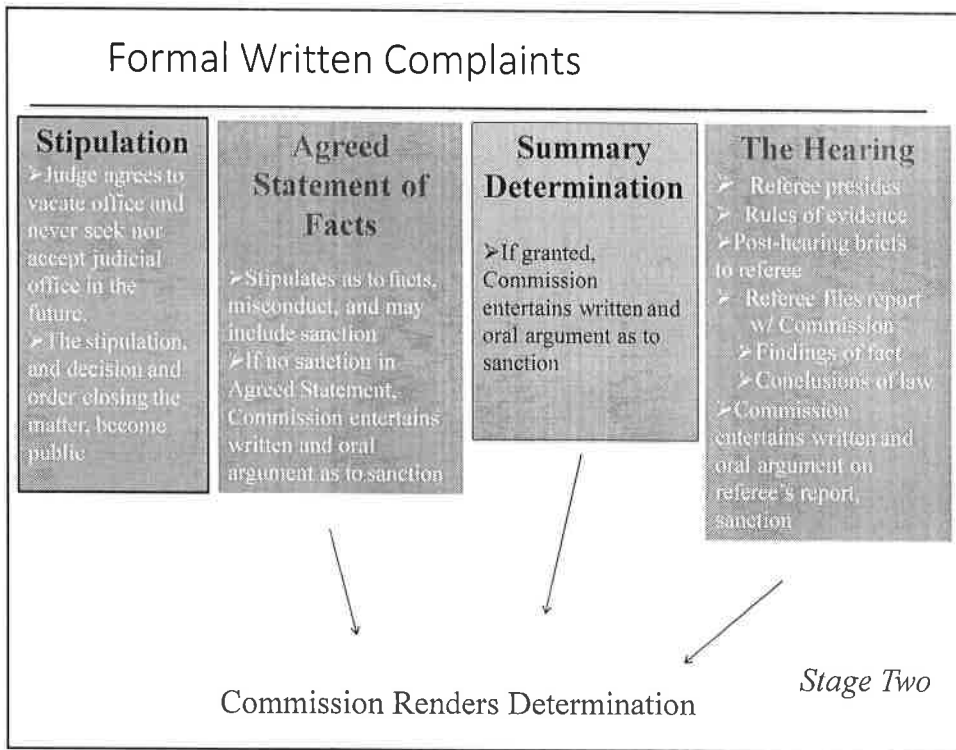 Formal Written Complaints
Stipulation
➢Judge agrees to
vacate office and
never seek nor
accept judicial
office in the
future.
➢The stipulation,
and decision and
order closing the
matter, become
public
Agreed
Statement of
Facts
➢Stipulates as to facts,
misconduct, and may
include sanction
➢If no sanction in
Agreed Statement,
Commission entertains
written and oral
argument as to sanction
Summary
Determination
➢If granted,
Commission
entertains written and
oral argument as to
sanction
The Hearing
➢ Referee presides
➢ Rules of evidence
➢Post-hearing briefs
to referee
➢ Referee files report
w/ Commission
➢Findings of fact
➢Conclusions of law
➢Commission
entertains written and
oral argument on
referee's report,
sanction
Commission Renders Determination
Stage Two